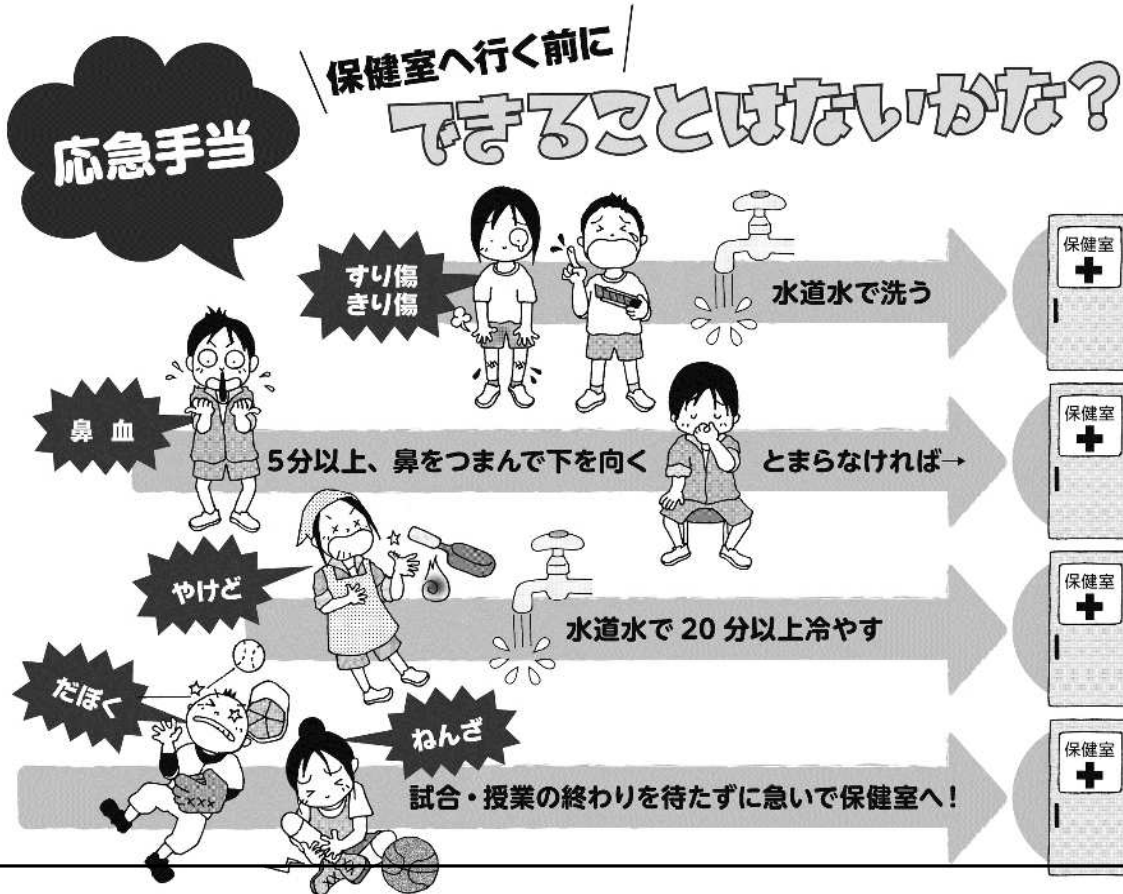 保健室へ行く前に
できることはないかな?
応急手当
すり傷
きり傷
水道水で洗う
保健室
鼻血
5分以上、鼻をつまんで下を向く
とまらなければ→
保健室
やけど
水道水で 20 分以上冷やす
保健室
だぼく
ねんざ
試合・授業の終わりを待たずに急いで保健室へ!
保健室